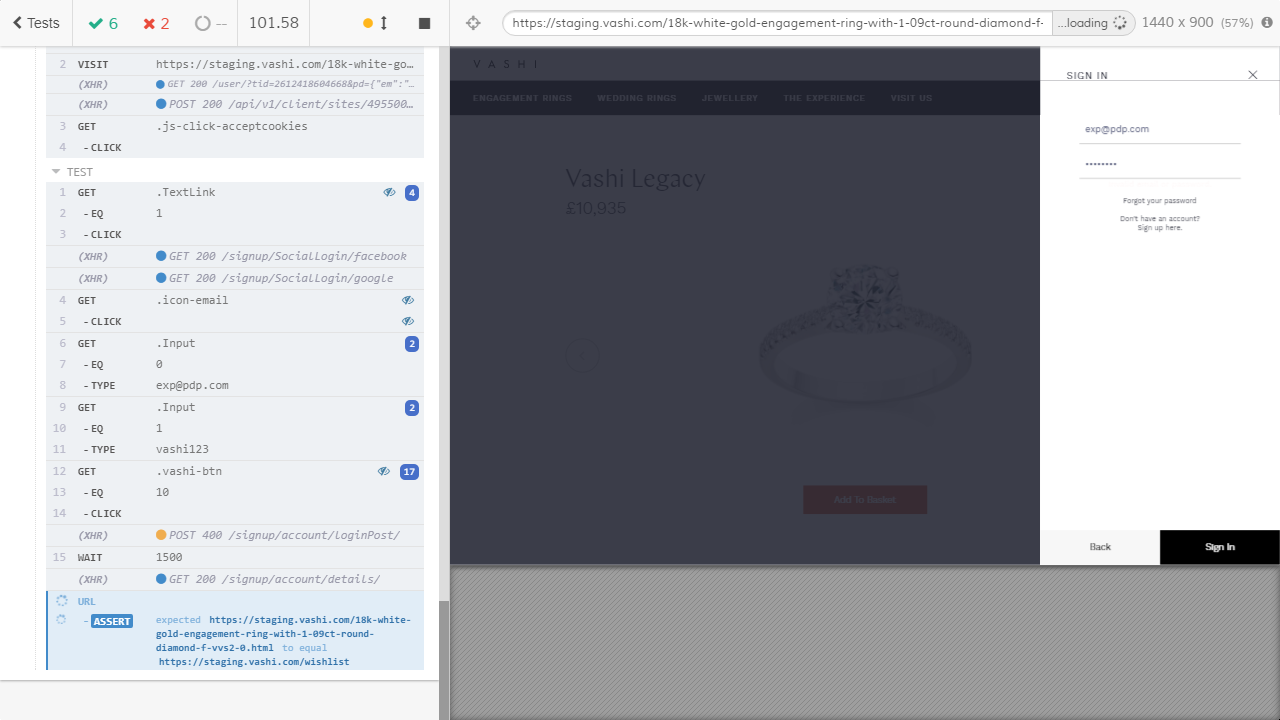 Tests
6
2
--
101.58
https://staging.vashi.com/18k-white-gold-engagement-ring-with-1-09ct-round-diamond-f-
...loading
1440 x 900 (57%)
2 VISIT https://staging.vashi.com/18k-white-go…
(XHR) GET 200 /user/?tid=2612418604668&pd={"em":"…
(XHR) POST 200 /api/v1/client/sites/495500…
3 GET .js-click-acceptcookies
4 - CLICK
TEST
1 GET .TextLink 4
2 - EQ 1
3 - CLICK
(XHR) GET 200 /signup/SocialLogin/facebook
(XHR) GET 200 /signup/SocialLogin/google
4 GET .icon-email
5 - CLICK
6 GET .Input 2
7 - EQ 0
8 - TYPE exp@pdp.com
9 GET .Input 2
10 - EQ 1
11 - TYPE vashi123
12 GET .vashi-btn 17
13 - EQ 10
14 - CLICK
(XHR) POST 400 /signup/account/loginPost/
15 WAIT 1500
(XHR) GET 200 /signup/account/details/
URL
- ASSERT expected https://staging.vashi.com/18k-white-
gold-engagement-ring-with-1-09ct-round-
diamond-f-vvs2-0.html to equal
https://staging.vashi.com/wishlist
VASHI
ENGAGEMENT RINGS WEDDING RINGS JEWELLERY THE EXPERIENCE VISIT US
Vashi Legacy
£10,935
Add To Basket
SIGN IN
exp@pdp.com
••••••••
Forgot your password
Don't have an account?
Sign up here.
Back
Sign In